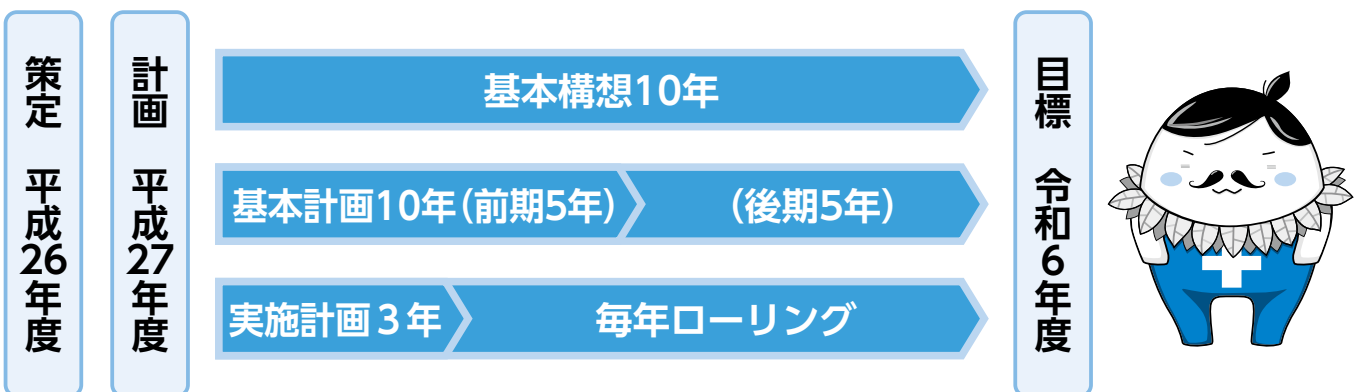 策定 平成26年度
計画 平成27年度
基本構想10年
基本計画10年(前期5年) (後期5年)
実施計画３年 毎年ローリング
目標 令和６年度